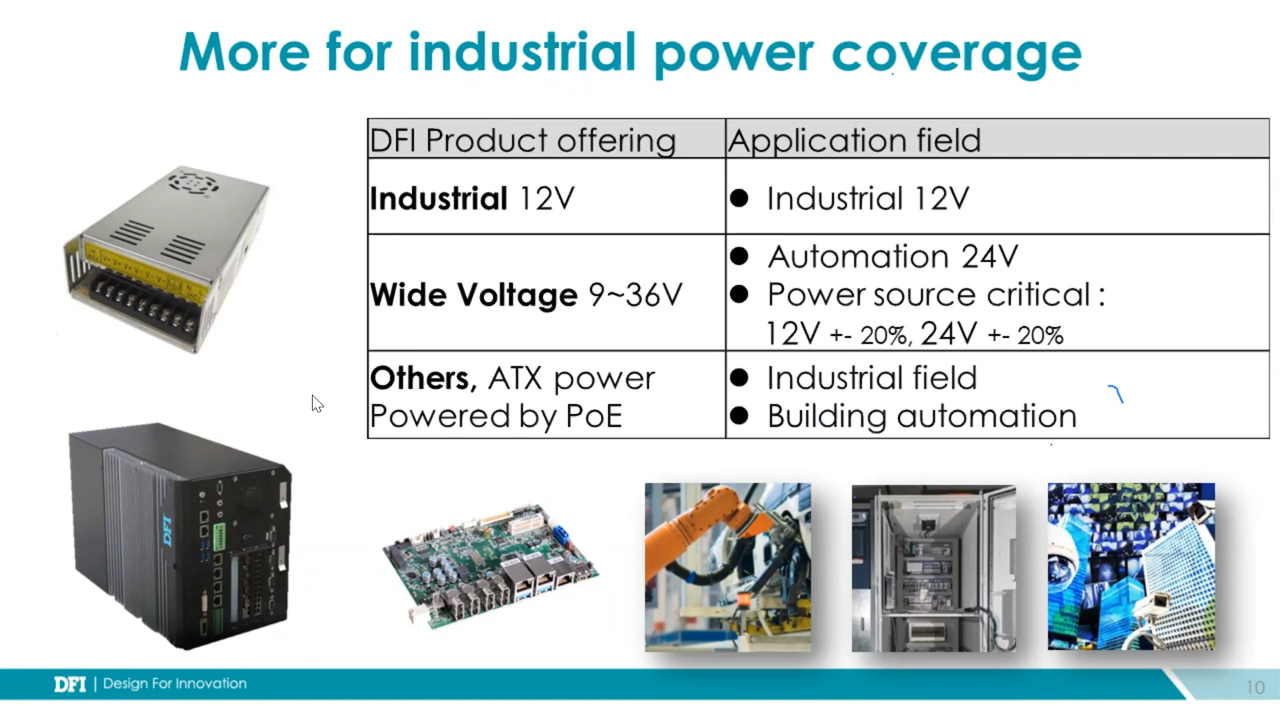 More for industrial power coverage
DFI Product offering
Application field
Industrial 12V
● Industrial 12V
Wide Voltage 9~36V
● Automation 24V
● Power source critical :
12V +- 20%, 24V +- 20%
Others, ATX power
Powered by PoE
● Industrial field
● Building automation
DFI
DFI | Design For Innovation
10